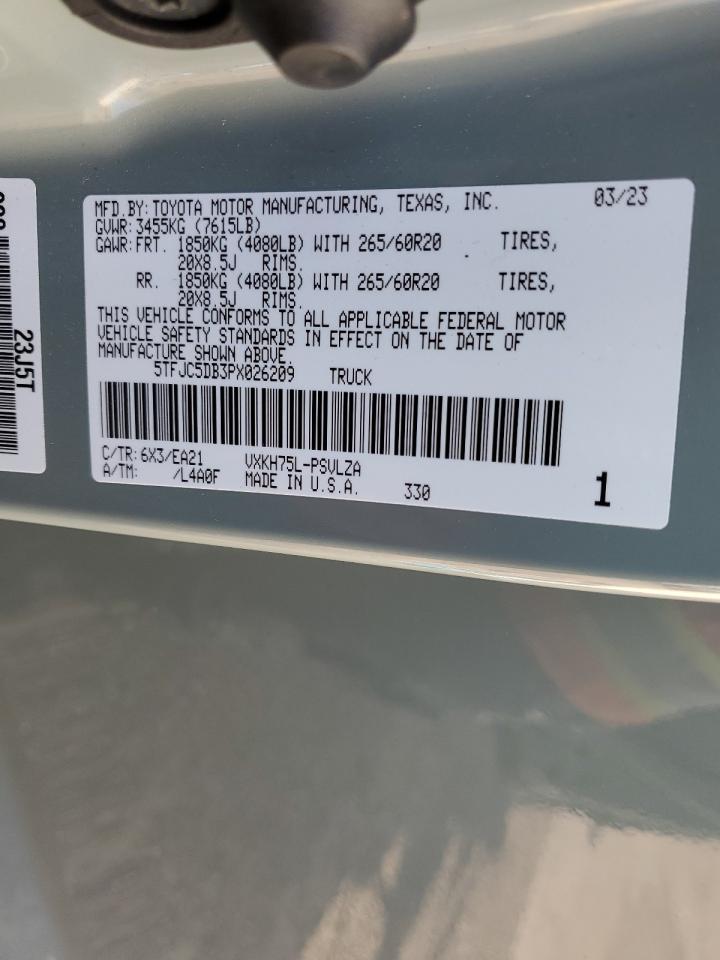 MFD.BY: TOYOTA MOTOR MANUFACTURING, TEXAS, INC. 03/23
GVWR: 3455KG (7615LB)
GAWR: FRT. 1850KG (4080LB) WITH 265/60R20 TIRES,
20X8.5J RIMS.
RR. 1850KG (4080LB) WITH 265/60R20 TIRES,
20X8.5J RIMS.
THIS VEHICLE CONFORMS TO ALL APPLICABLE FEDERAL MOTOR
VEHICLE SAFETY STANDARDS IN EFFECT ON THE DATE OF
MANUFACTURE SHOWN ABOVE.
5TFJC5DB3PX026209 TRUCK
C/TR: 6X3/EA21 VXKH75L-PSVLZA
A/TM: /L4A0F MADE IN U.S.A. 330 1
23J5T